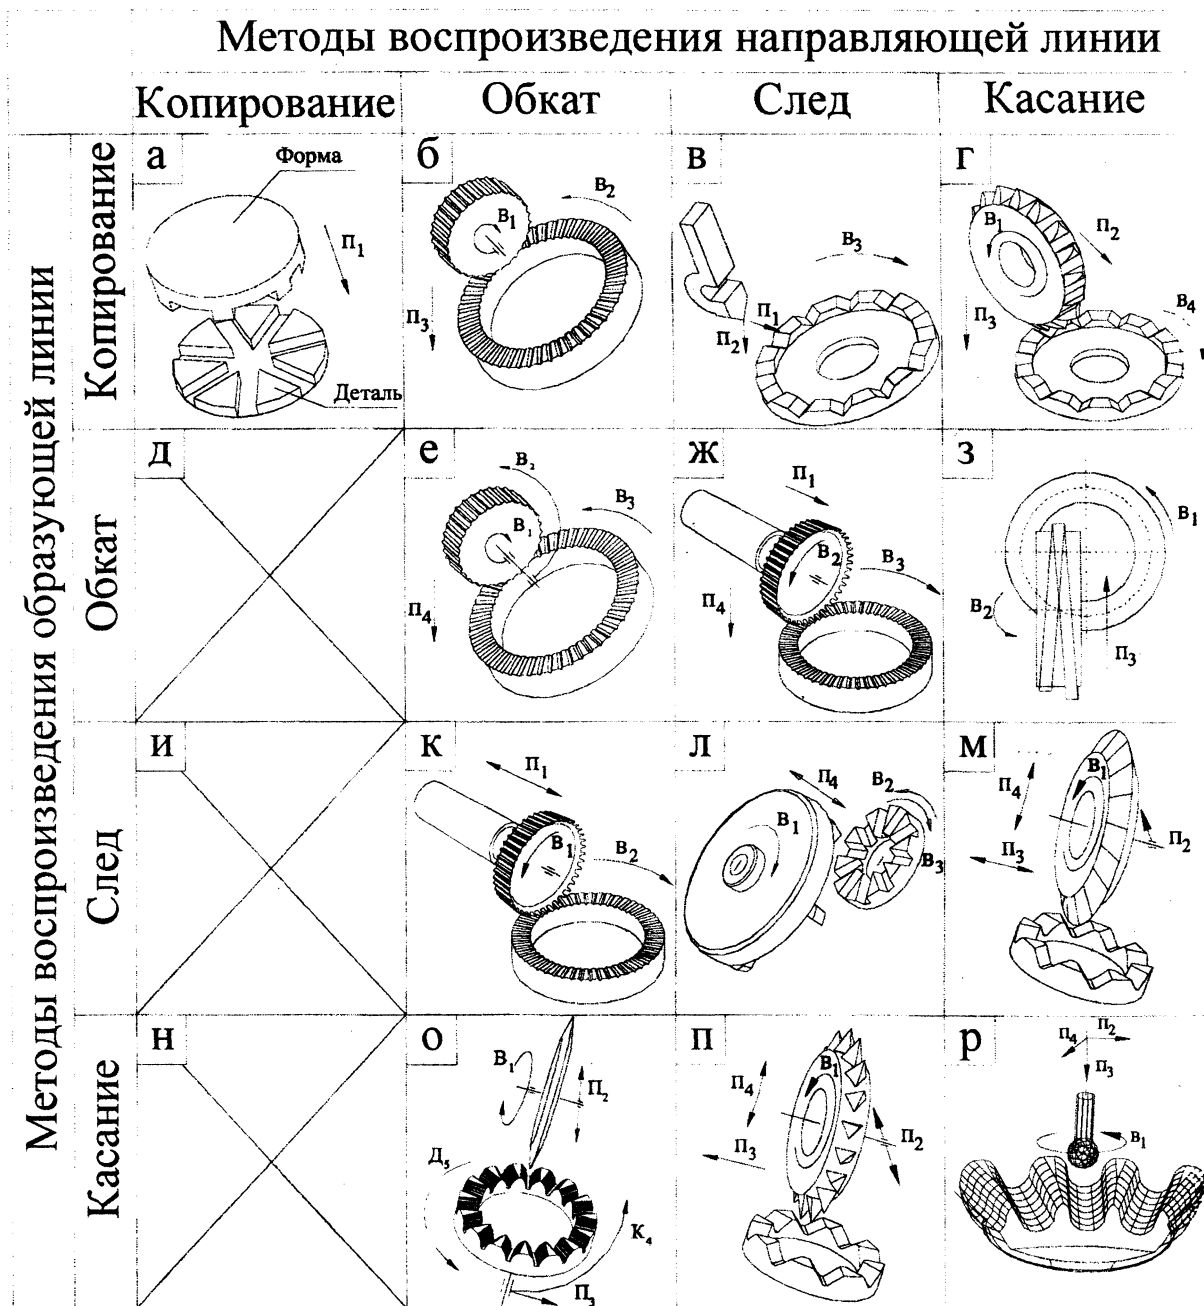 Методы воспроизведения направляющей линии
Копирование Обкат След Касание
Методы воспроизведения образующей линии
Копирование
а
Форма
П1
Деталь
б
В1
В2
П3
в
В3
П1
П2
г
В1
П2
П3
В4
Обкат
д
е
В2
В1
В3
П4
ж
П1
В2
В3
П4
з
В1
В2
П3
След
и
к
П1
В1
В2
л
П4
В2
В1
В3
м
В1
П4
П3
П2
Касание
н
о
В1
П2
Д5
К4
П3
п
В1
П4
П3
П2
р
П4
П2
П3
В1